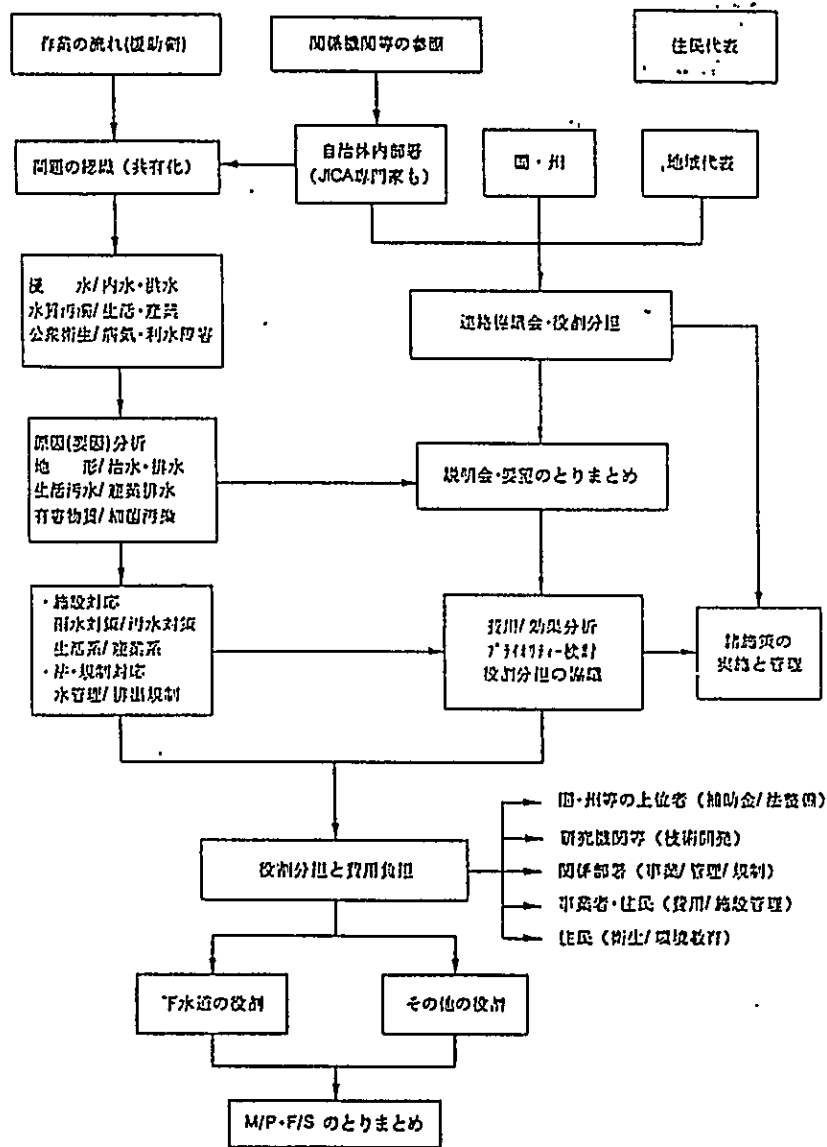 作業の流れ(援助側)
関係機関等の参画
住民代表
問題の認識（共有化）
自治体内部署
(JICA専門家も)
国・州
地域代表
浸　　水/内水・洪水
水質汚濁/生活・産業
公衆衛生/病気・利水障害
連絡協議会・役割分担
原因(要因)分析
地　　形/治水・排水
生活汚水/産業排水
有害物質/細菌汚染
説明会・要望のとりまとめ
・施設対応
雨水対策/汚水対策
生活系/産業系
・法・規制対応
水管理/排出規制
費用/効果分析
プライオリティー検討
役割分担の協議
諸施策の
実施と管理
役割分担と費用負担
国・州等の上位者（補助金/法整備）
研究機関等（技術開発）
関係部署（事業/管理/規制）
事業者・住民（費用/施設管理）
住民（衛生/環境教育）
下水道の役割
その他の役割
M/P・F/S のとりまとめ